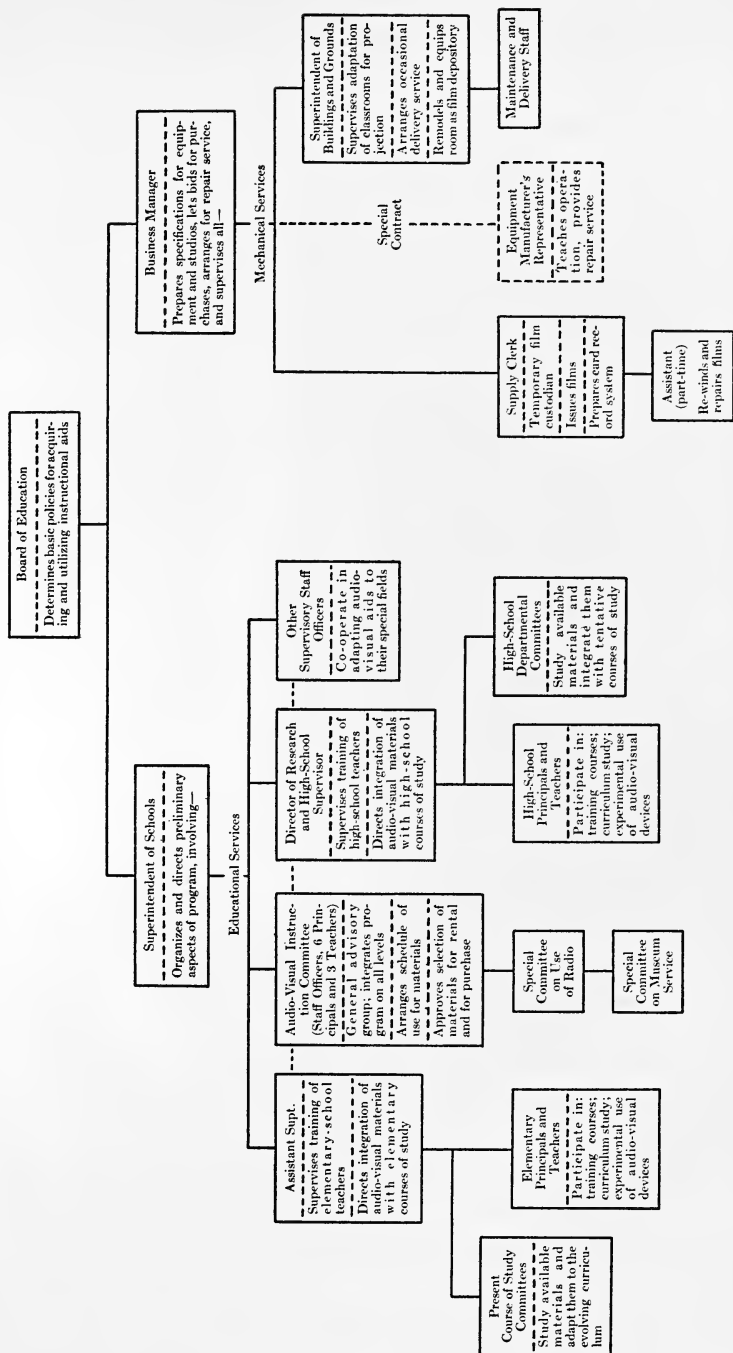 Board of Education
Determines basic policies for acquir-
ing and utilizing instructional aids
Superintendent of Schools
Organizes and directs preliminary
aspects of program, involving—
Business Manager
Prepares specifications for equip-
ment and studios, lets bids for pur-
chases, arranges for repair service,
and supervises all—
Educational Services
Mechanical Services
Assistant Supt.
Supervises training of
elementary-school
teachers
Directs integration of
audio-visual materials
with elementary
courses of study
Audio-Visual Instruc-
tion Committee
(Staff Officers, 6 Prin-
cipals and 3 Teachers)
General advisory
group; integrates pro-
gram on all levels
Arranges schedule of
use for materials
Approves selection of
materials for rental
and for purchase
Director of Research
and High-School
Supervisor
Supervises training of
high-school teachers
Directs integration of
audio-visual materials
with high-school
courses of study
Other
Supervisory Staff
Officers
Co-operate in
adapting audio-
visual aids to
their special fields
Special
Contract
Superintendent of
Buildings and Grounds
Supervises adaptation
of classrooms for pro-
jection
Arranges occasional
delivery service
Remodels and equips
room as film depository
Present
Course of Study
Committees
Study available
materials and
adapt them to the
evolving curricu-
lum
Elementary
Principals and
Teachers
Participate in:
training courses;
curriculum study;
experimental use
of audio-visual
devices
Special
Committee
on Use
of Radio
Special
Committee
on Museum
Service
High-School
Principals and
Teachers
Participate in:
training courses;
curriculum study;
experimental use
of audio-visual
devices
High-School
Departmental
Committees
Study available
materials and
integrate them
with tentative
courses of study
Supply Clerk
Temporary film
custodian
Issues films
Prepares card rec-
ord system
Equipment
Manufacturer's
Representative
Teaches opera-
tion, provides
repair service
Maintenance and
Delivery Staff
Assistant
(part-time)
Re-winds and
repairs films